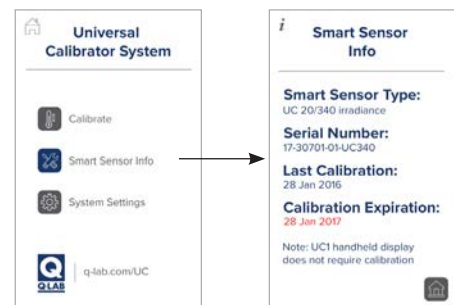 Universal
Calibrator System
Calibrate
Smart Sensor Info
System Settings
Q-LAB
q-lab.com/UC
i
Smart Sensor
Info
Smart Sensor Type:
UC 20/340 irradiance
Serial Number:
17-30701-01-UC340
Last Calibration:
28 Jan 2016
Calibration Expiration:
28 Jan 2017
Note: UC1 handheld display
does not require calibration